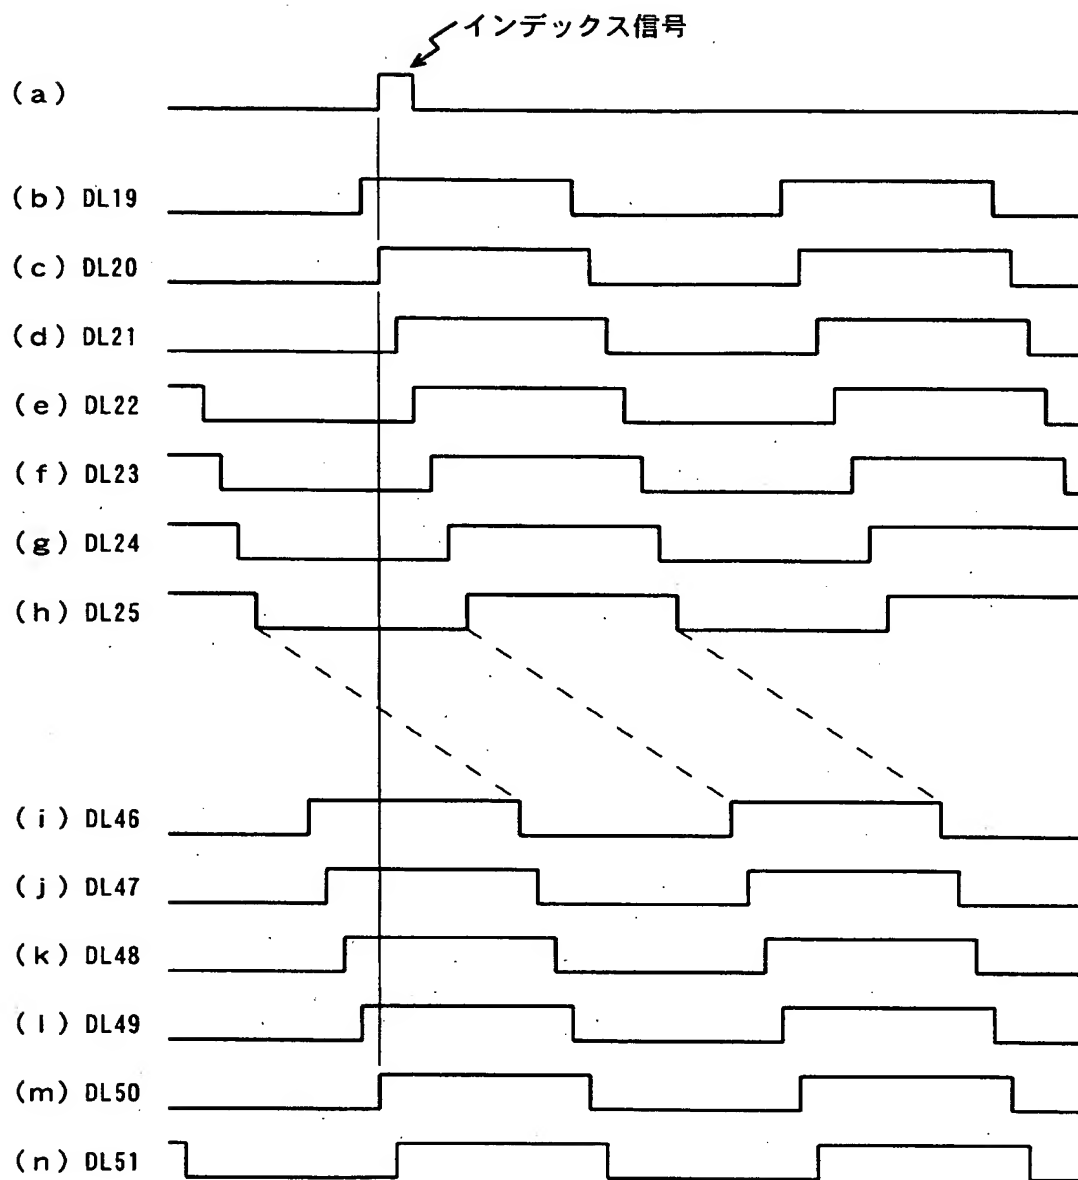 インデックス信号
(a)
(b) DL19
(c) DL20
(d) DL21
(e) DL22
(f) DL23
(g) DL24
(h) DL25
(i) DL46
(j) DL47
(k) DL48
(l) DL49
(m) DL50
(n) DL51